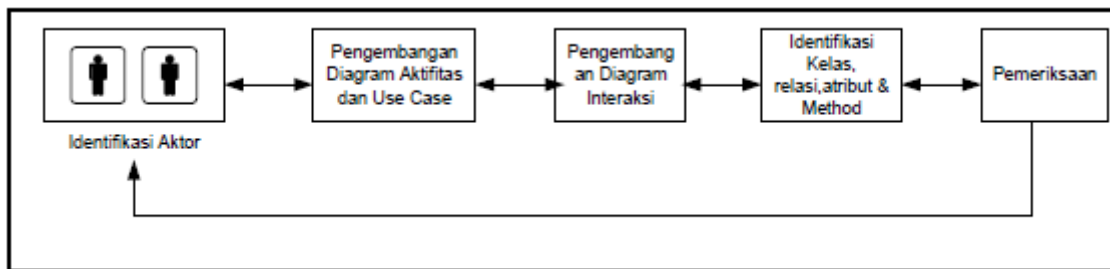 Identifikasi Aktor
Pengembangan
Diagram Aktifitas
dan Use Case
Pengembang
an Diagram
Interaksi
Identifikasi
Kelas,
relasi,atribut &
Method
Pemeriksaan